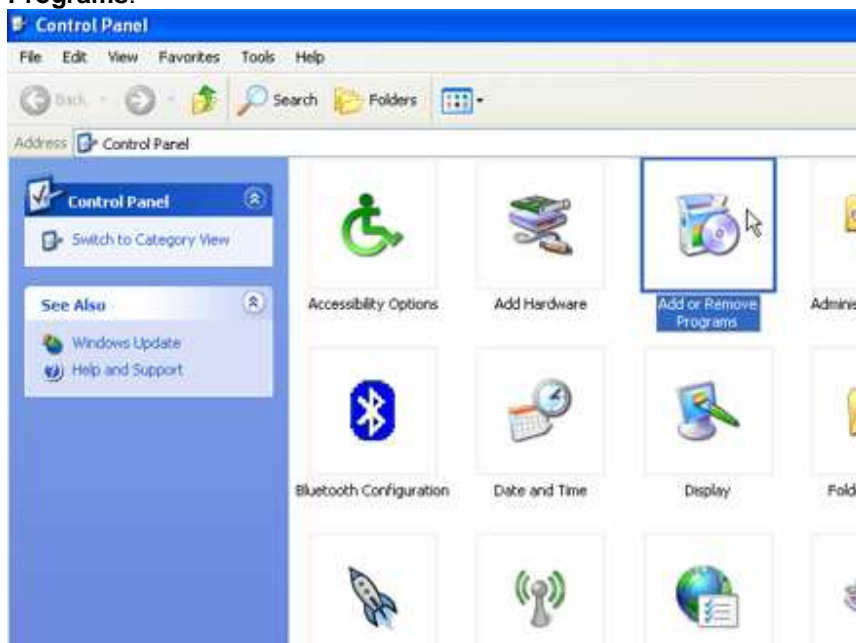 Programs.
Control Panel
File Edit View Favorites Tools Help
Back Search Folders
Address Control Panel
Control Panel
Switch to Category View
See Also
Windows Update
Help and Support
Accessibility Options Add Hardware Add or Remove Programs Adminis
Bluetooth Configuration Date and Time Display Fold